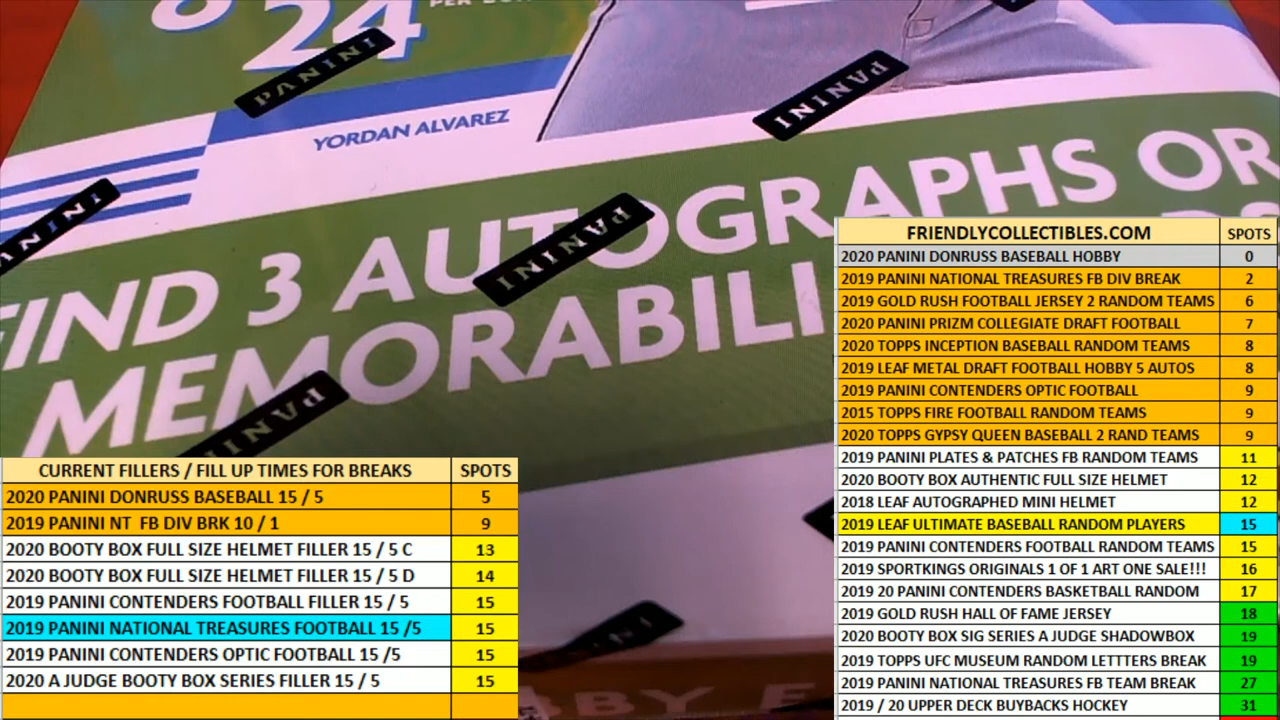 24
PANINI
PANINI
YORDAN ALVAREZ
PANINI
PANINI
FIND 3 AUTOGRAPHS OR
MEMORABILI
PANINI
FRIENDLYCOLLECTIBLES.COM SPOTS
2020 PANINI DONRUSS BASEBALL HOBBY 0
2019 PANINI NATIONAL TREASURES FB DIV BREAK 2
2019 GOLD RUSH FOOTBALL JERSEY 2 RANDOM TEAMS 6
2020 PANINI PRIZM COLLEGIATE DRAFT FOOTBALL 7
2020 TOPPS INCEPTION BASEBALL RANDOM TEAMS 8
2019 LEAF METAL DRAFT FOOTBALL HOBBY 5 AUTOS 8
2019 PANINI CONTENDERS OPTIC FOOTBALL 9
2015 TOPPS FIRE FOOTBALL RANDOM TEAMS 9
2020 TOPPS GYPSY QUEEN BASEBALL 2 RAND TEAMS 9
2019 PANINI PLATES & PATCHES FB RANDOM TEAMS 11
2020 BOOTY BOX AUTHENTIC FULL SIZE HELMET 12
2018 LEAF AUTOGRAPHED MINI HELMET 12
2019 LEAF ULTIMATE BASEBALL RANDOM PLAYERS 15
2019 PANINI CONTENDERS FOOTBALL RANDOM TEAMS 15
2019 SPORTKINGS ORIGINALS 1 OF 1 ART ONE SALE!!! 16
2019 20 PANINI CONTENDERS BASKETBALL RANDOM 17
2019 GOLD RUSH HALL OF FAME JERSEY 18
2020 BOOTY BOX SIG SERIES A JUDGE SHADOWBOX 19
2019 TOPPS UFC MUSEUM RANDOM LETTTERS BREAK 19
2019 PANINI NATIONAL TREASURES FB TEAM BREAK 27
2019 / 20 UPPER DECK BUYBACKS HOCKEY 31
CURRENT FILLERS / FILL UP TIMES FOR BREAKS SPOTS
2020 PANINI DONRUSS BASEBALL 15 / 5 5
2019 PANINI NT FB DIV BRK 10 / 1 9
2020 BOOTY BOX FULL SIZE HELMET FILLER 15 / 5 C 13
2020 BOOTY BOX FULL SIZE HELMET FILLER 15 / 5 D 14
2019 PANINI CONTENDERS FOOTBALL FILLER 15 / 5 15
2019 PANINI NATIONAL TREASURES FOOTBALL 15 /5 15
2019 PANINI CONTENDERS OPTIC FOOTBALL 15 /5 15
2020 A JUDGE BOOTY BOX SERIES FILLER 15 / 5 15